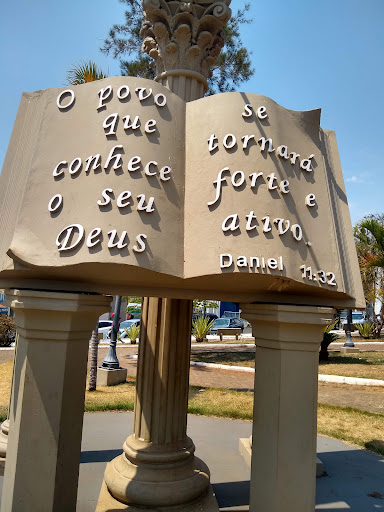 O povo
que
conhece
o seu
Deus
se
tornará
forte e
ativo.
Daniel 11:32